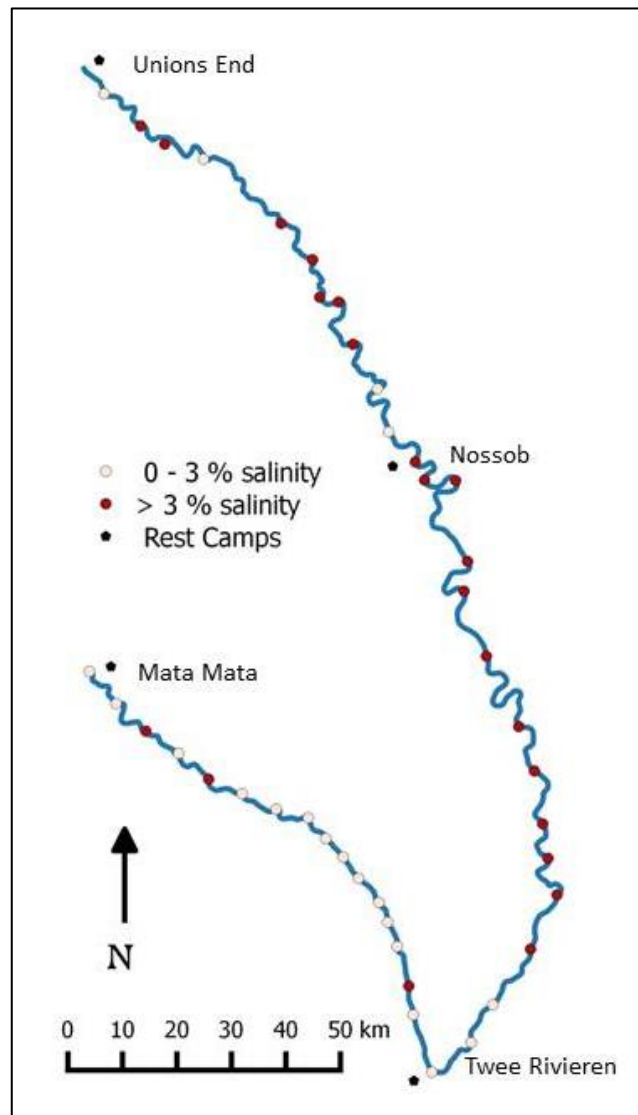 Unions End
Nossob
0 - 3 % salinity
> 3 % salinity
Rest Camps
Mata Mata
N
0 10 20 30 40 50 km
Twee Rivieren